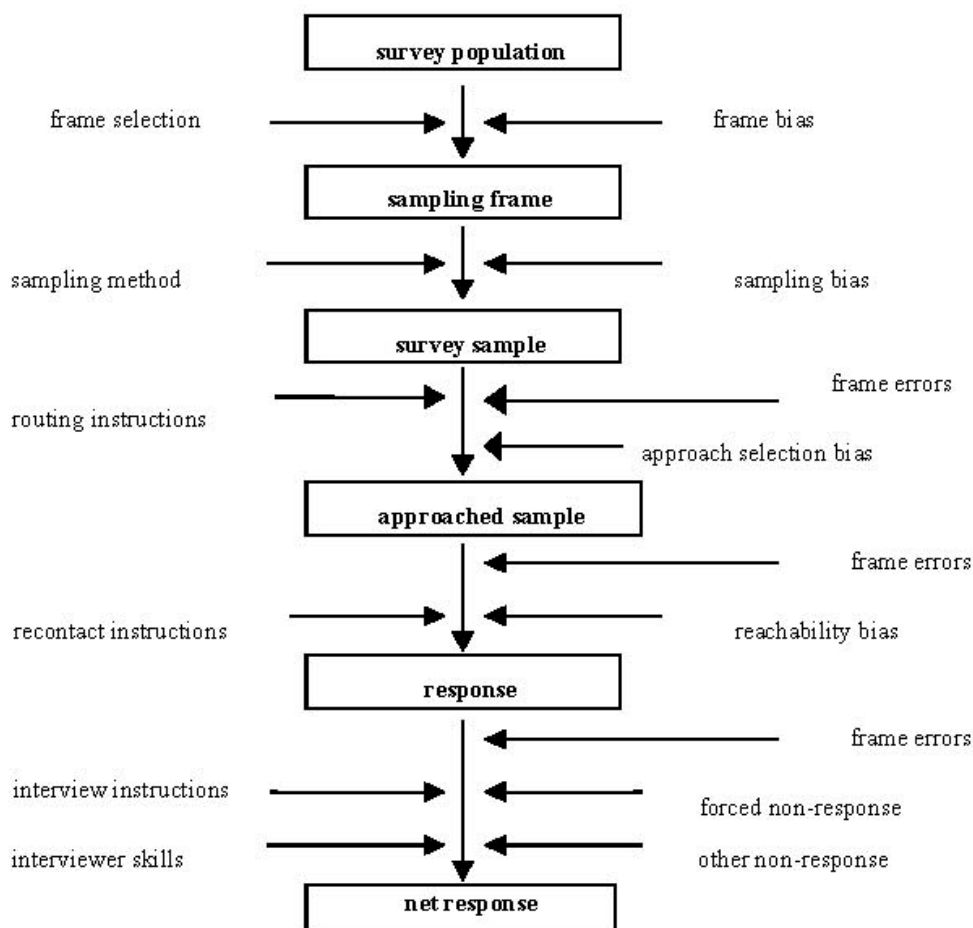 survey population
frame selection
frame bias
sampling frame
sampling method
sampling bias
survey sample
frame errors
routing instructions
approach selection bias
approached sample
frame errors
recontact instructions
reachability bias
response
frame errors
interview instructions
forced non-response
interviewer skills
other non-response
net response